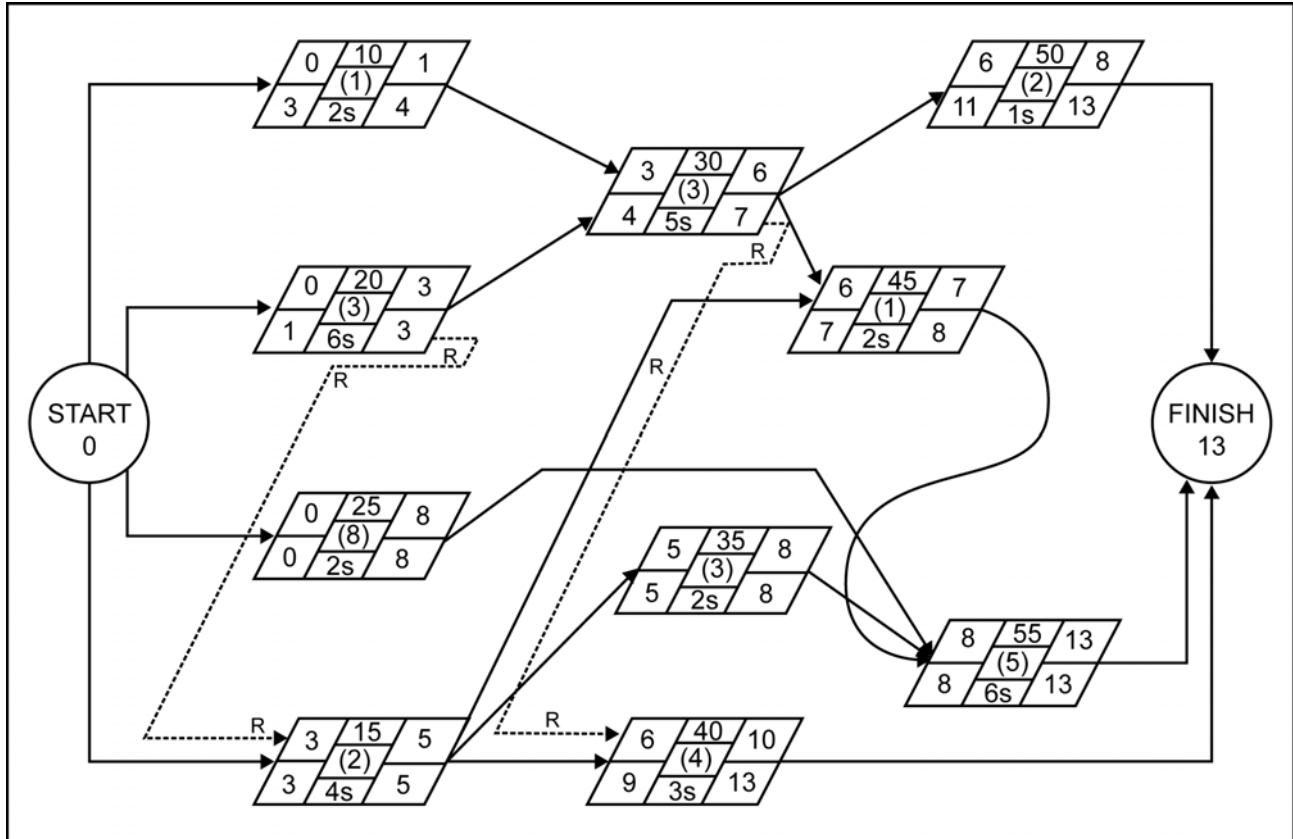 0 10 1
(1)
3 2s 4
6 50 8
(2)
11 1s 13
3 30 6
(3)
4 5s 7
R
0 20 3
(3)
1 6s 3
R
R
6 45 7
(1)
7 2s 8
R
START
0
FINISH
13
0 25 8
(8)
0 2s 8
5 35 8
(3)
5 2s 8
8 55 13
(5)
8 6s 13
R
3 15 5
(2)
3 4s 5
R
6 40 10
(4)
9 3s 13